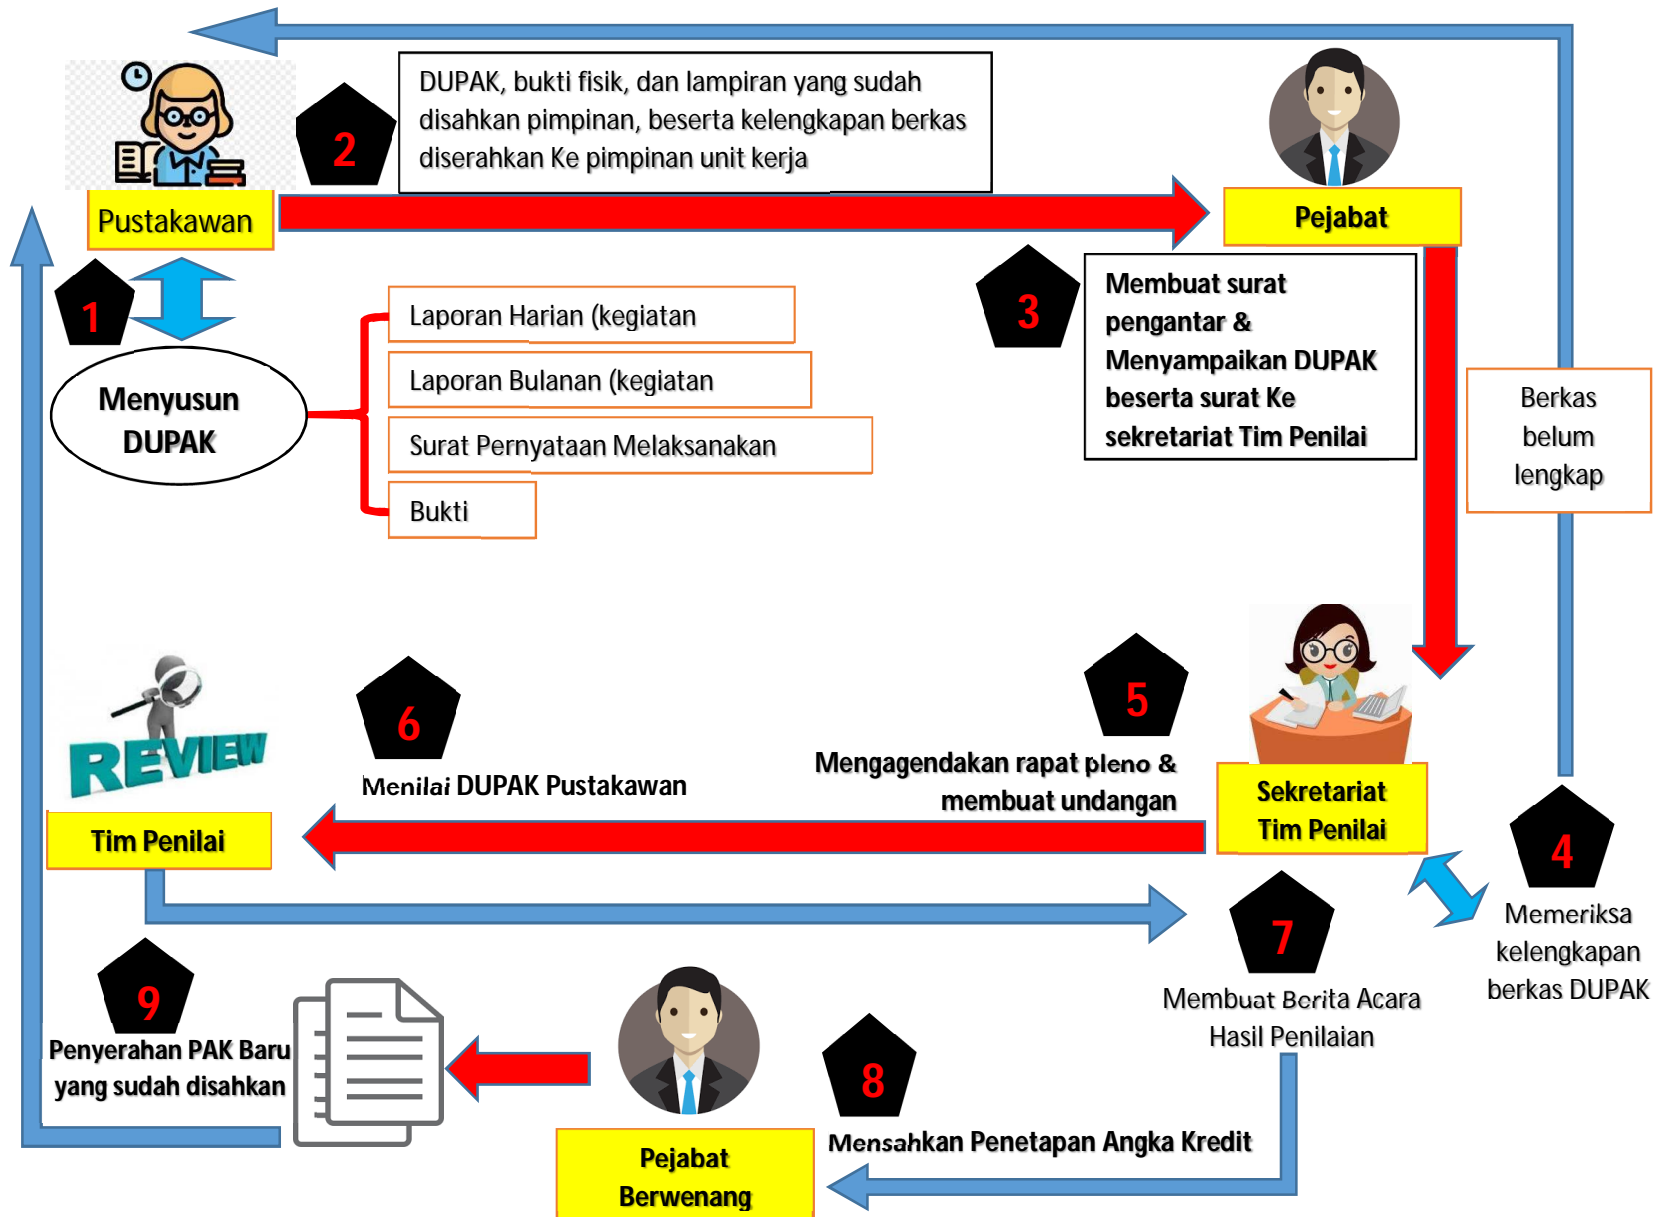 2
DUPAK, bukti fisik, dan lampiran yang sudah
disahkan pimpinan, beserta kelengkapan berkas
diserahkan Ke pimpinan unit kerja
Pustakawan
Pejabat
1
Menyusun
DUPAK
Laporan Harian (kegiatan
Laporan Bulanan (kegiatan
Surat Pernyataan Melaksanakan
Bukti
3
Membuat surat
pengantar &
Menyampaikan DUPAK
beserta surat Ke
sekretariat Tim Penilai
Berkas
belum
lengkap
REVIEW
Tim Penilai
6
Menilai DUPAK Pustakawan
5
Mengagendakan rapat pleno &
membuat undangan
Sekretariat
Tim Penilai
4
Memeriksa
kelengkapan
berkas DUPAK
7
Membuat Berita Acara
Hasil Penilaian
9
Penyerahan PAK Baru
yang sudah disahkan
8
Mensahkan Penetapan Angka Kredit
Pejabat
Berwenang